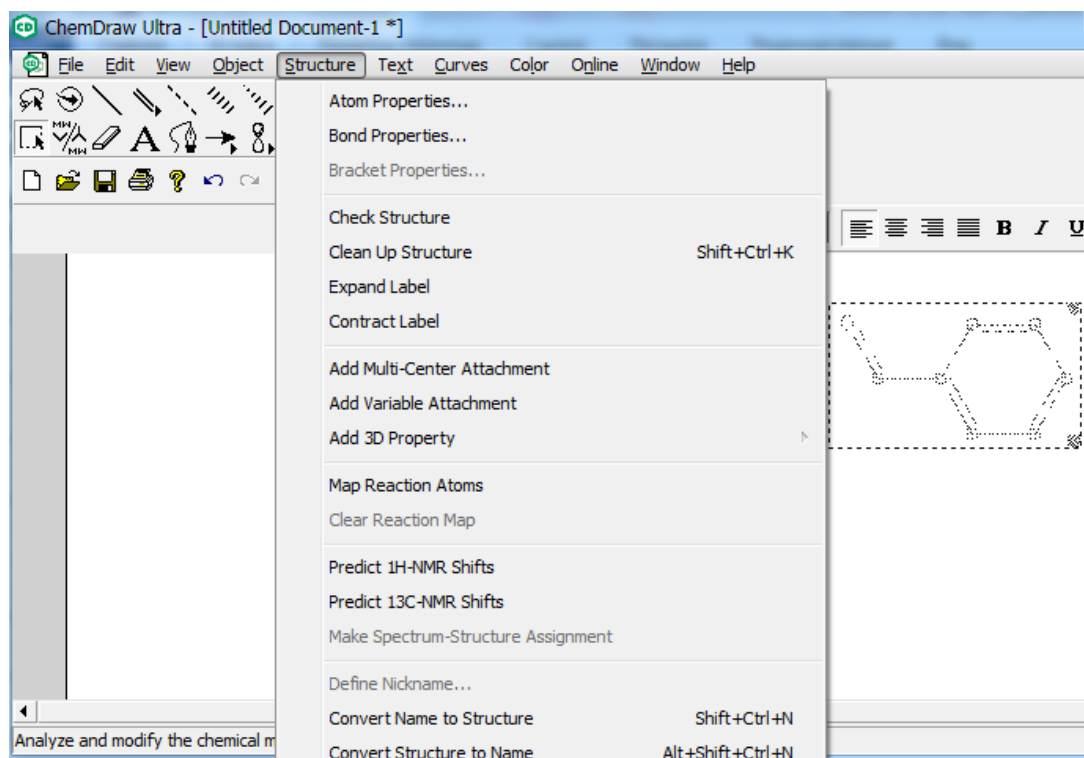 ChemDraw Ultra - [Untitled Document-1 *]
File Edit View Object Structure Text Curves Color Online Window Help
MW
MW
A
Atom Properties...
Bond Properties...
Bracket Properties...
Check Structure
Clean Up Structure Shift+Ctrl+K
Expand Label
Contract Label
Add Multi-Center Attachment
Add Variable Attachment
Add 3D Property
Map Reaction Atoms
Clear Reaction Map
Predict 1H-NMR Shifts
Predict 13C-NMR Shifts
Make Spectrum-Structure Assignment
Define Nickname...
Convert Name to Structure Shift+Ctrl+N
Convert Structure to Name Alt+Shift+Ctrl+N
B I U
Analyze and modify the chemical m